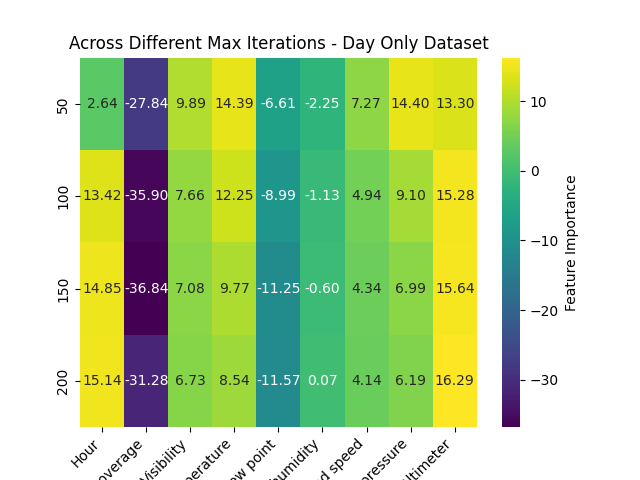 Across Different Max Iterations - Day Only Dataset
50 2.64 -27.84 9.89 14.39 -6.61 -2.25 7.27 14.40 13.30
100 13.42 -35.90 7.66 12.25 -8.99 -1.13 4.94 9.10 15.28
150 14.85 -36.84 7.08 9.77 -11.25 -0.60 4.34 6.99 15.64
200 15.14 -31.28 6.73 8.54 -11.57 0.07 4.14 6.19 16.29
Hour overage Visibility perature ew point humidity d speed pressure ltimeter
10
0
−10
−20
−30
Feature Importance